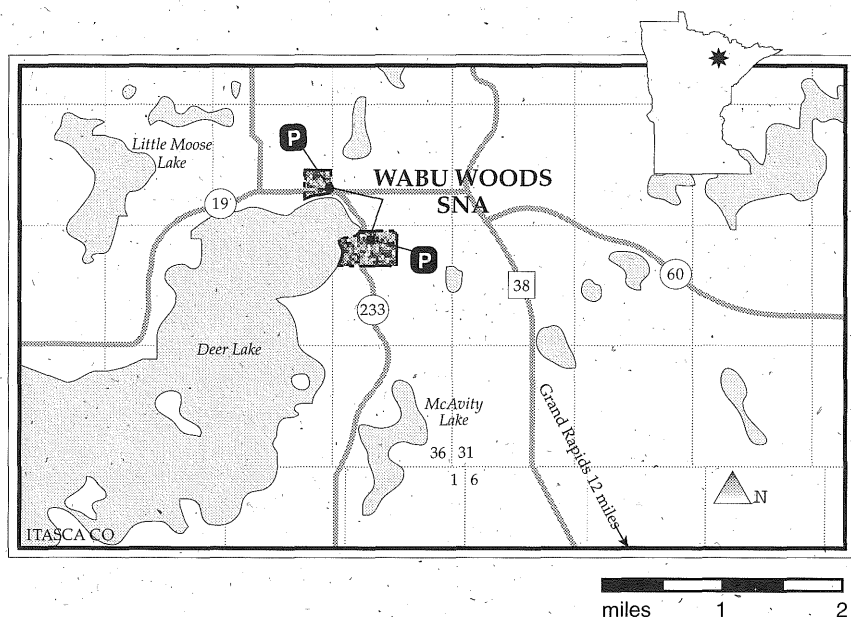 Little Moose
Lake
P
WABU WOODS
SNA
19
P
60
38
233
Deer Lake
McAvity
Lake
Grand Rapids 12 miles
36 31
1 6
N
ITASCA CO
miles 1 2